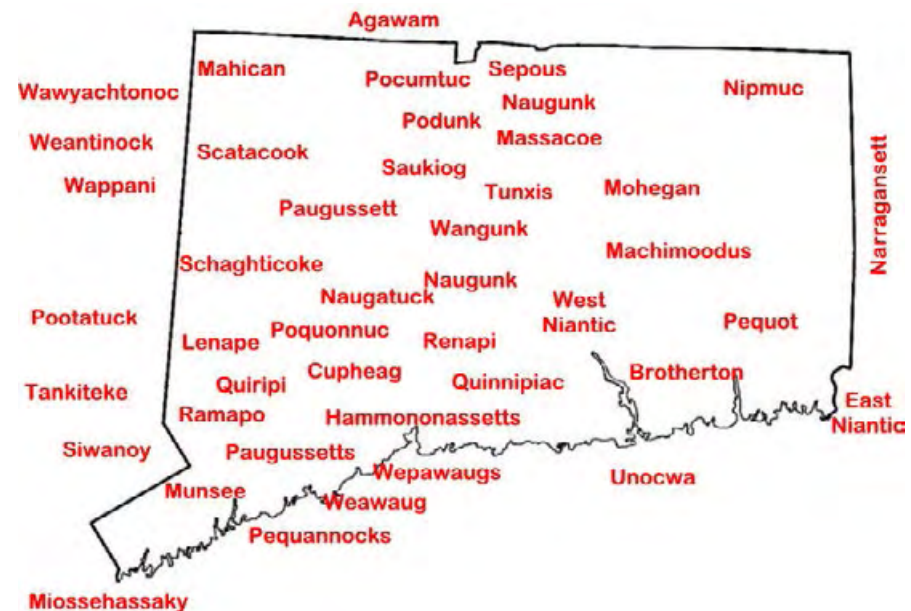 Agawam
Mahican
Pocumtuc
Sepous
Wawyachtonoc
Nipmuc
Naugunk
Podunk
Massacoe
Weantinock
Scatacook
Saukiog
Wappani
Tunxis
Mohegan
Narragansett
Paugussett
Wangunk
Machimoodus
Schaghticoke
Naugunk
Naugatuck
West
Niantic
Pootatuck
Poquonnuc
Pequot
Lenape
Renapi
Cupheag
Brotherton
Quiripi
Quinnipiac
Tankiteke
East
Niantic
Ramapo
Hammononassetts
Siwanoy
Paugussetts
Wepawaugs
Unocwa
Munsee
Weawaug
Pequannocks
Miossehassaky